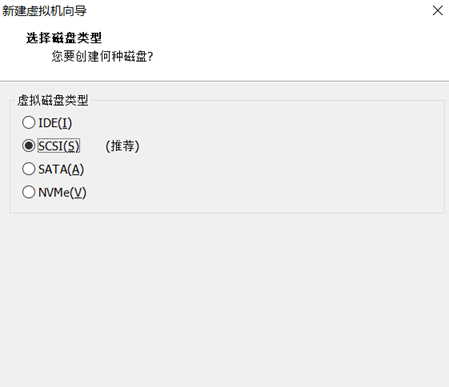 新建虚拟机向导
选择磁盘类型
您要创建何种磁盘?
虚拟磁盘类型
IDE(I)
SCSI(S) (推荐)
SATA(A)
NVMe(V)